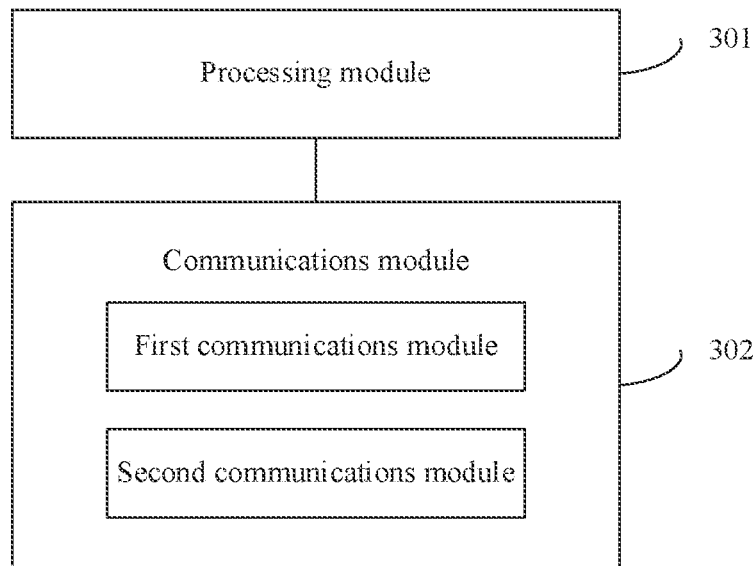 Processing module
301
Communications module
First communications module
302
Second communications module